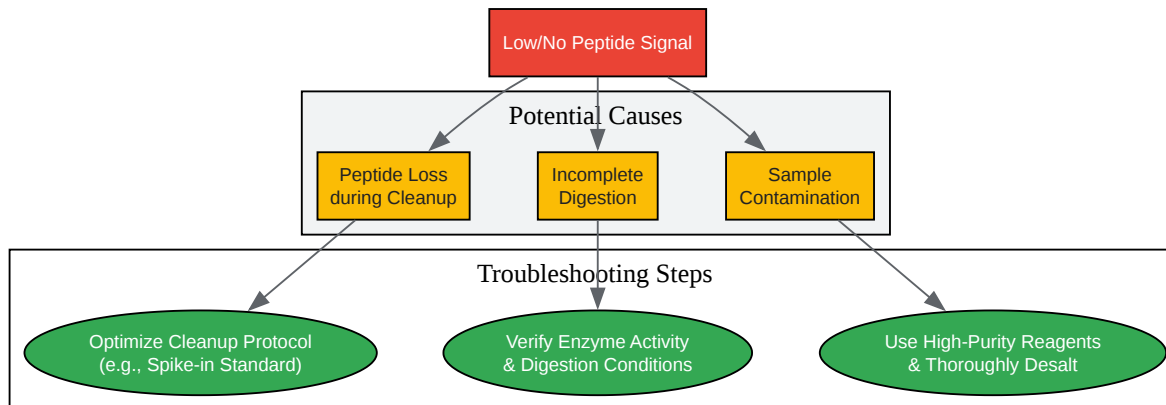 Low/No Peptide Signal
Potential Causes
Peptide Loss
during Cleanup
Incomplete
Digestion
Sample
Contamination
Troubleshooting Steps
Optimize Cleanup Protocol
(e.g., Spike-in Standard)
Verify Enzyme Activity
& Digestion Conditions
Use High-Purity Reagents
& Thoroughly Desalt